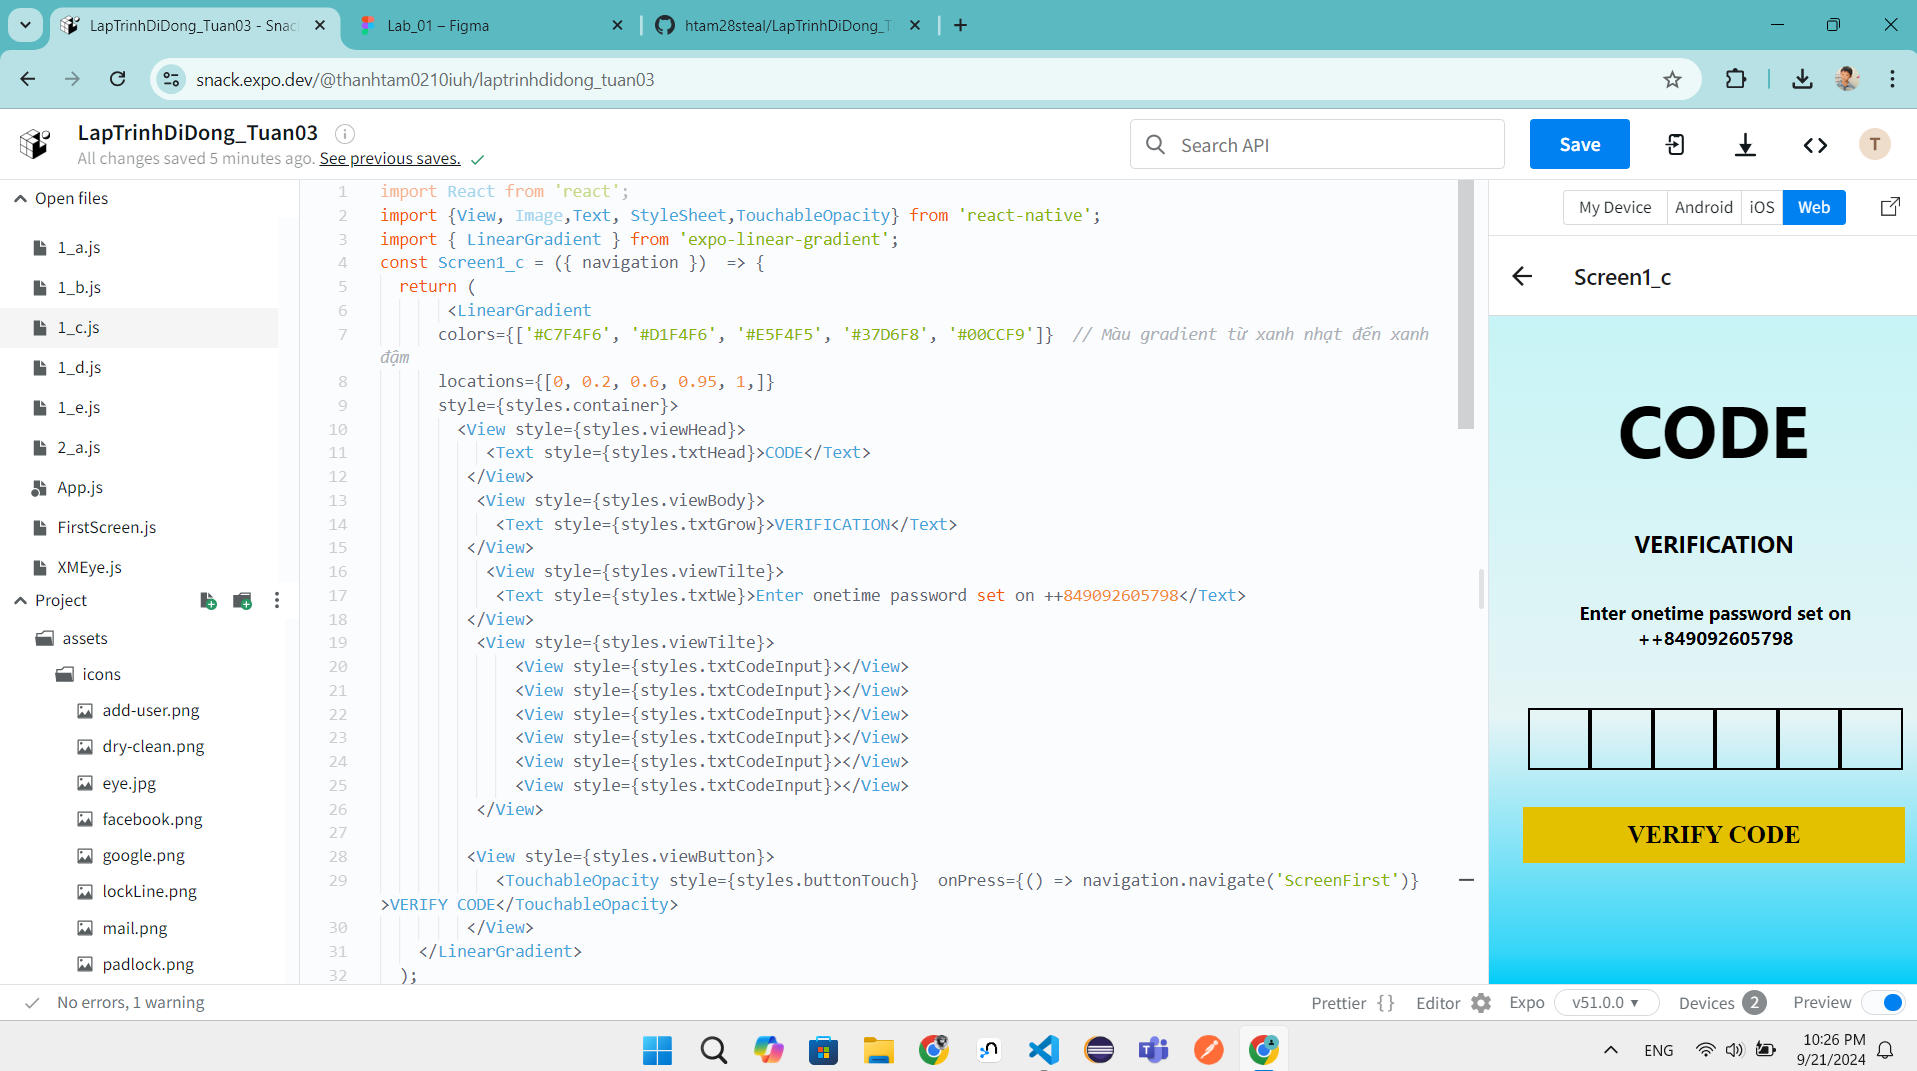 LapTrinhDiDong_Tuan03 - Snac
Lab_01 – Figma
htam28steal/LapTrinhDiDong_T
snack.expo.dev/@thanhtam0210iuh/laptrinhdidong_tuan03
LapTrinhDiDong_Tuan03
All changes saved 5 minutes ago. See previous saves.
Search API
Save
T
Open files
1_a.js
1_b.js
1_c.js
1_d.js
1_e.js
2_a.js
App.js
FirstScreen.js
XMEye.js
Project
assets
icons
add-user.png
dry-clean.png
eye.jpg
facebook.png
google.png
lockLine.png
mail.png
padlock.png
1 import React from 'react';
2 import {View, Image,Text, StyleSheet,TouchableOpacity} from 'react-native';
3 import { LinearGradient } from 'expo-linear-gradient';
4 const Screen1_c = ({ navigation })  => {
5 return (
6 <LinearGradient
7 colors={['#C7F4F6', '#D1F4F6', '#E5F4F5', '#37D6F8', '#00CCF9']}  // Màu gradient từ xanh nhạt đến xanh
đậm
8 locations={[0, 0.2, 0.6, 0.95, 1,]}
9 style={styles.container}>
10 <View style={styles.viewHead}>
11 <Text style={styles.txtHead}>CODE</Text>
12 </View>
13 <View style={styles.viewBody}>
14 <Text style={styles.txtGrow}>VERIFICATION</Text>
15 </View>
16 <View style={styles.viewTilte}>
17 <Text style={styles.txtWe}>Enter onetime password set on ++849092605798</Text>
18 </View>
19 <View style={styles.viewTilte}>
20 <View style={styles.txtCodeInput}></View>
21 <View style={styles.txtCodeInput}></View>
22 <View style={styles.txtCodeInput}></View>
23 <View style={styles.txtCodeInput}></View>
24 <View style={styles.txtCodeInput}></View>
25 <View style={styles.txtCodeInput}></View>
26 </View>
27
28 <View style={styles.viewButton}>
29 <TouchableOpacity style={styles.buttonTouch}  onPress={() => navigation.navigate('ScreenFirst')}
>VERIFY CODE</TouchableOpacity>
30 </View>
31 </LinearGradient>
32 );
My Device
Android
iOS
Web
Screen1_c
CODE
VERIFICATION
Enter onetime password set on
++849092605798
VERIFY CODE
No errors, 1 warning
Prettier { }
Editor
Expo
v51.0.0
Devices 2
Preview
ENG
10:26 PM
9/21/2024